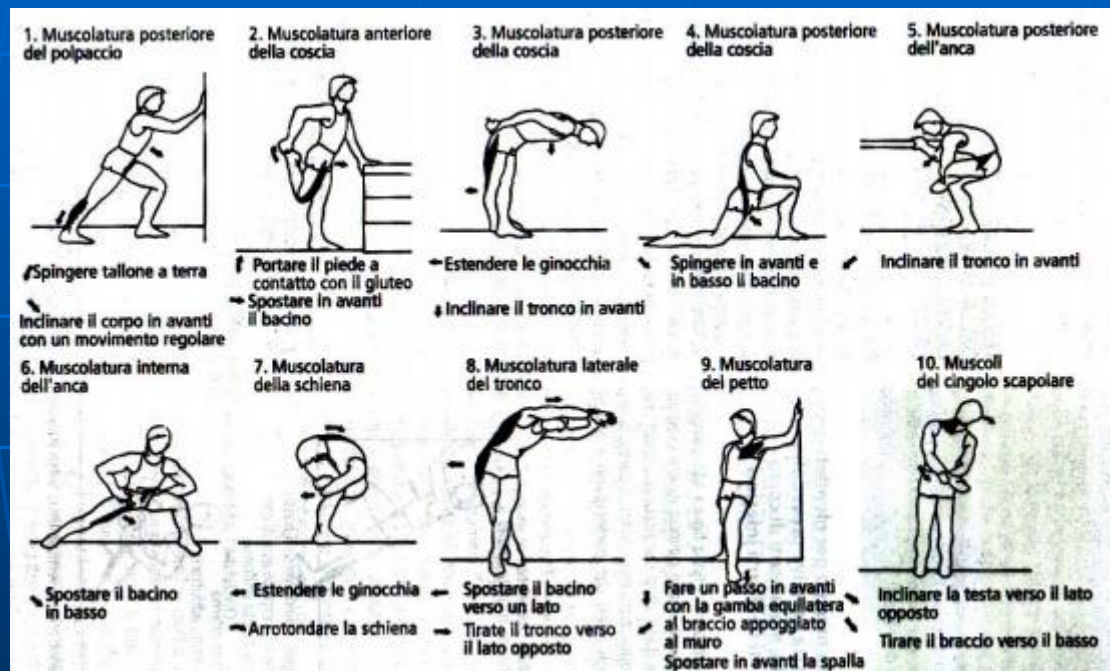 1. Muscolatura posteriore
del polpaccio
2. Muscolatura anteriore
della coscia
3. Muscolatura posteriore
della coscia
4. Muscolatura posteriore
della coscia
5. Muscolatura posteriore
dell'anca
Spingere tallone a terra
Inclinare il corpo in avanti
con un movimento regolare
Portare il piede a
contatto con il gluteo
Spostare in avanti
il bacino
Estendere le ginocchia
Inclinare il tronco in avanti
Spingere in avanti e
in basso il bacino
Inclinare il tronco in avanti
6. Muscolatura interna
dell'anca
7. Muscolatura
della schiena
8. Muscolatura laterale
del tronco
9. Muscolatura
del petto
10. Muscoli
del cingolo scapolare
Spostare il bacino
in basso
Estendere le ginocchia
Arrotondare la schiena
Spostare il bacino
verso un lato
Tirate il tronco verso
il lato opposto
Fare un passo in avanti
con la gamba equilatera
al braccio appoggiato
al muro
Spostare in avanti la spalla
Inclinare la testa verso il lato
opposto
Tirare il braccio verso il basso